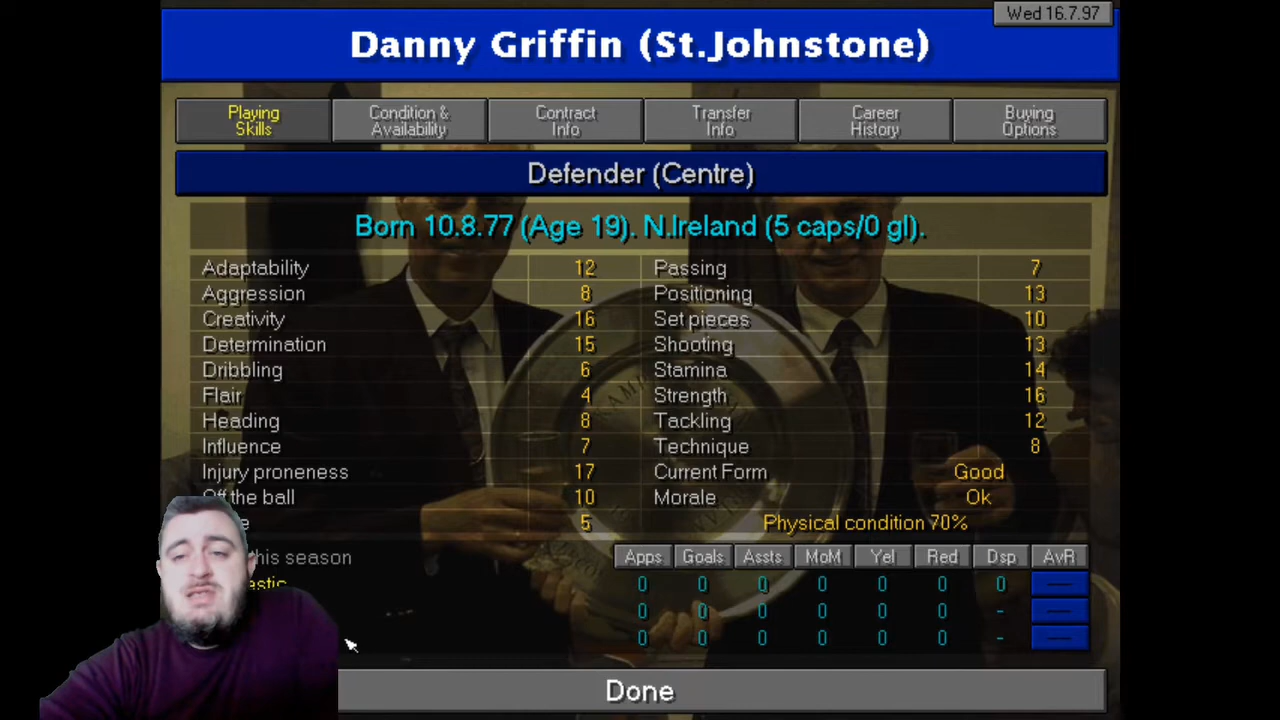 Wed 16.7.97
Danny Griffin (St.Johnstone)
Playing Skills
Condition & Availability
Contract Info
Transfer Info
Career History
Buying Options
Defender (Centre)
Born 10.8.77 (Age 19). N.Ireland (5 caps/0 gl).
Adaptability 12 Passing 7
Aggression 8 Positioning 13
Creativity 16 Set pieces 10
Determination 15 Shooting 13
Dribbling 6 Stamina 14
Flair 4 Strength 16
Heading 8 Tackling 12
Influence 7 Technique 8
Injury proneness 17 Current Form Good
Off the ball 10 Morale Ok
5 Physical condition 70%
this season Apps Goals Assts MoM Yel Red Dsp AvR
0 0 0 0 0 0 0 —
0 0 0 0 0 0 - —
0 0 0 0 0 0 - —
Done